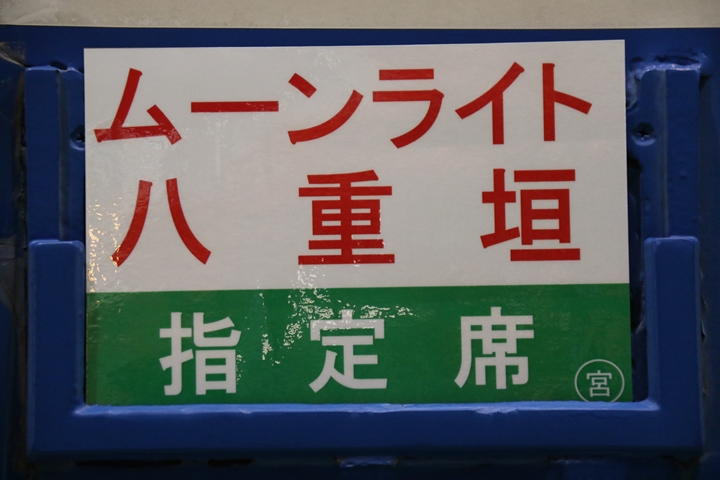 ムーンライト
八重垣
指定席
宮